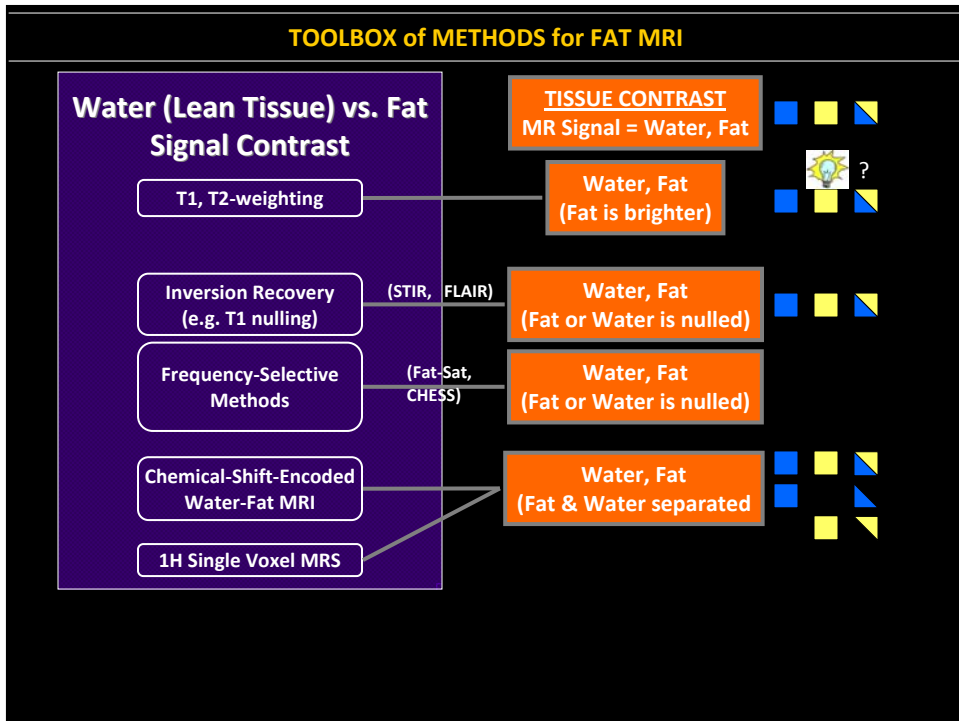 TOOLBOX of METHODS for FAT MRI
Water (Lean Tissue) vs. Fat
Signal Contrast
TISSUE CONTRAST
MR Signal = Water, Fat
?
T1, T2-weighting
Water, Fat
(Fat is brighter)
Inversion Recovery
(e.g. T1 nulling)
(STIR, FLAIR)
Water, Fat
(Fat or Water is nulled)
Frequency-Selective
Methods
(Fat-Sat,
CHESS)
Water, Fat
(Fat or Water is nulled)
Chemical-Shift-Encoded
Water-Fat MRI
Water, Fat
(Fat & Water separated
1H Single Voxel MRS